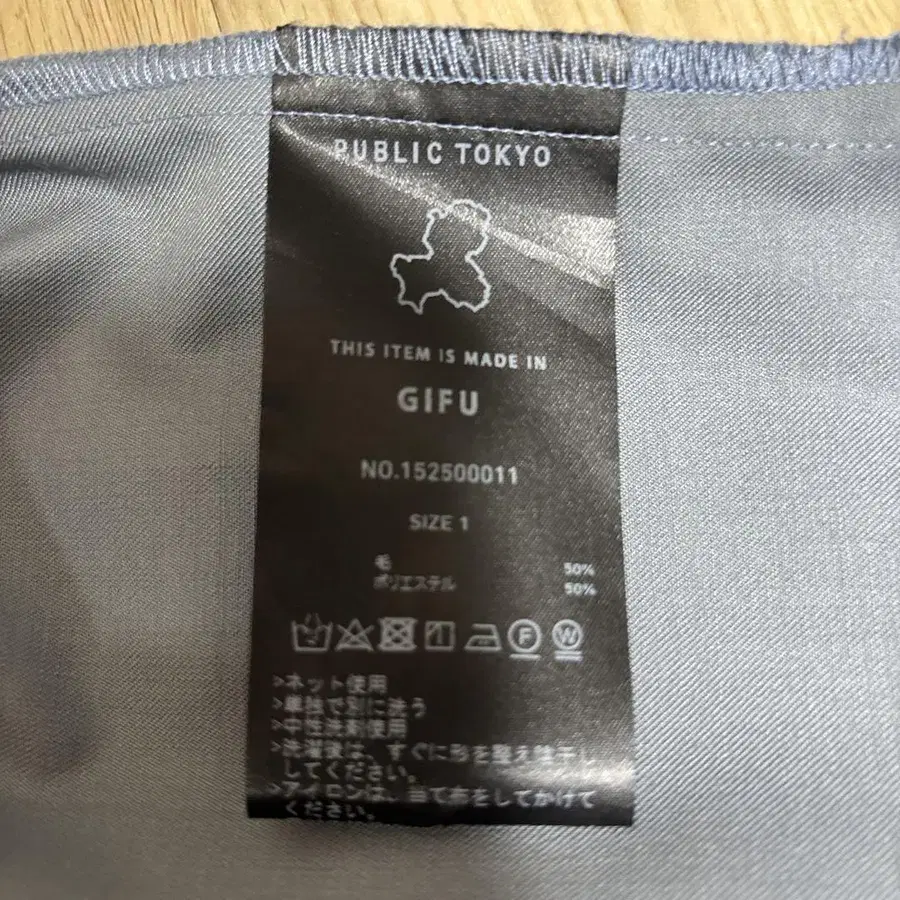 PUBLIC TOKYO
THIS ITEM IS MADE IN
GIFU
NO.152500011
SIZE 1
毛 50%
ポリエステル 50%
F W
>ネット使用
>単独で別に洗う
>中性洗剤使用
>洗濯後は、すぐに形を整え陰干し
してください。
>アイロンは、当て布をしてかけて
ください。